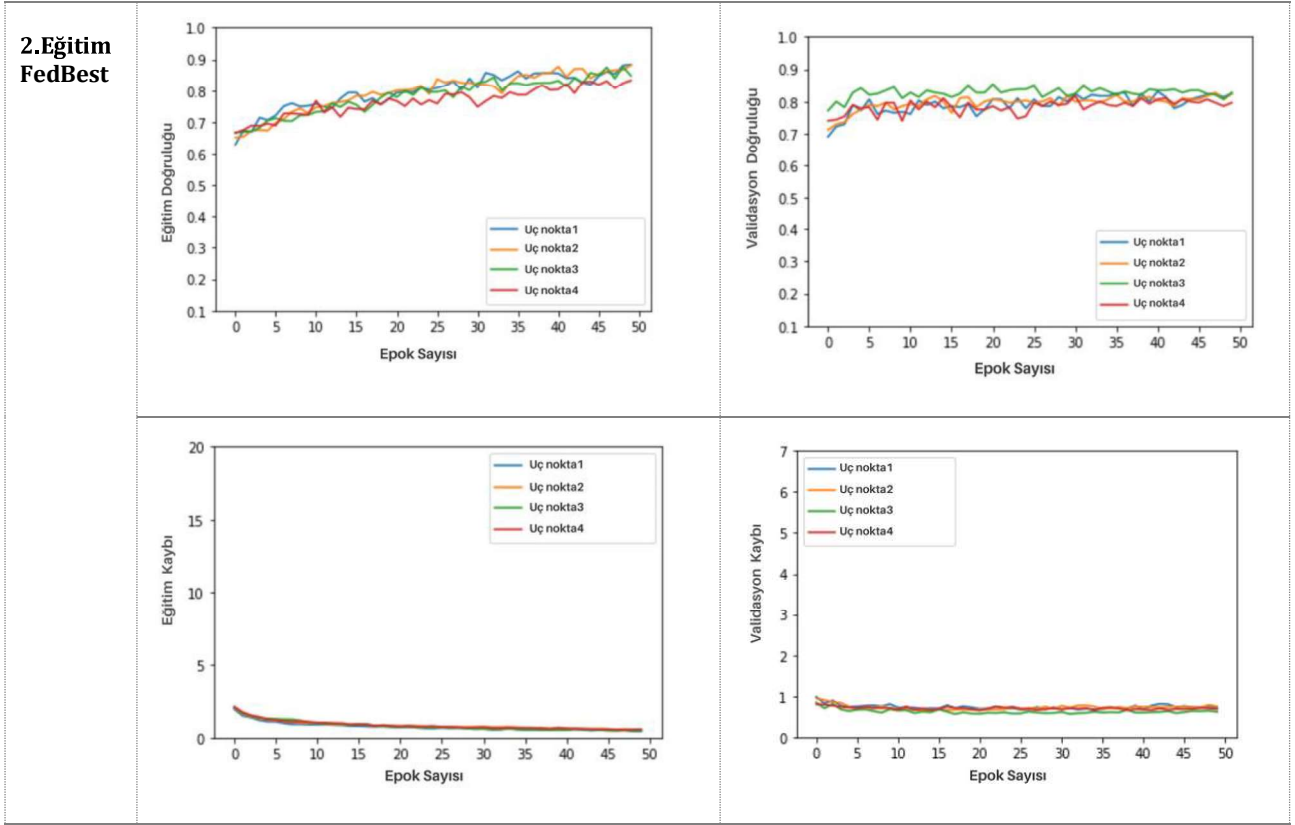 2.Eğitim
FedBest
1.0
0.9
0.8
0.7
0.6
0.5
0.4
0.3
0.2
0.1
Eğitim Doğruluğu
Uç nokta1
Uç nokta2
Uç nokta3
Uç nokta4
0 5 10 15 20 25 30 35 40 45 50
Epok Sayısı
1.0
0.9
0.8
0.7
0.6
0.5
0.4
0.3
0.2
0.1
Validasyon Doğruluğu
Uç nokta1
Uç nokta2
Uç nokta3
Uç nokta4
0 5 10 15 20 25 30 35 40 45 50
Epok Sayısı
20
15
10
5
0
Eğitim Kaybı
Uç nokta1
Uç nokta2
Uç nokta3
Uç nokta4
0 5 10 15 20 25 30 35 40 45 50
Epok Sayısı
7
6
5
4
3
2
1
0
Validasyon Kaybı
Uç nokta1
Uç nokta2
Uç nokta3
Uç nokta4
0 5 10 15 20 25 30 35 40 45 50
Epok Sayısı